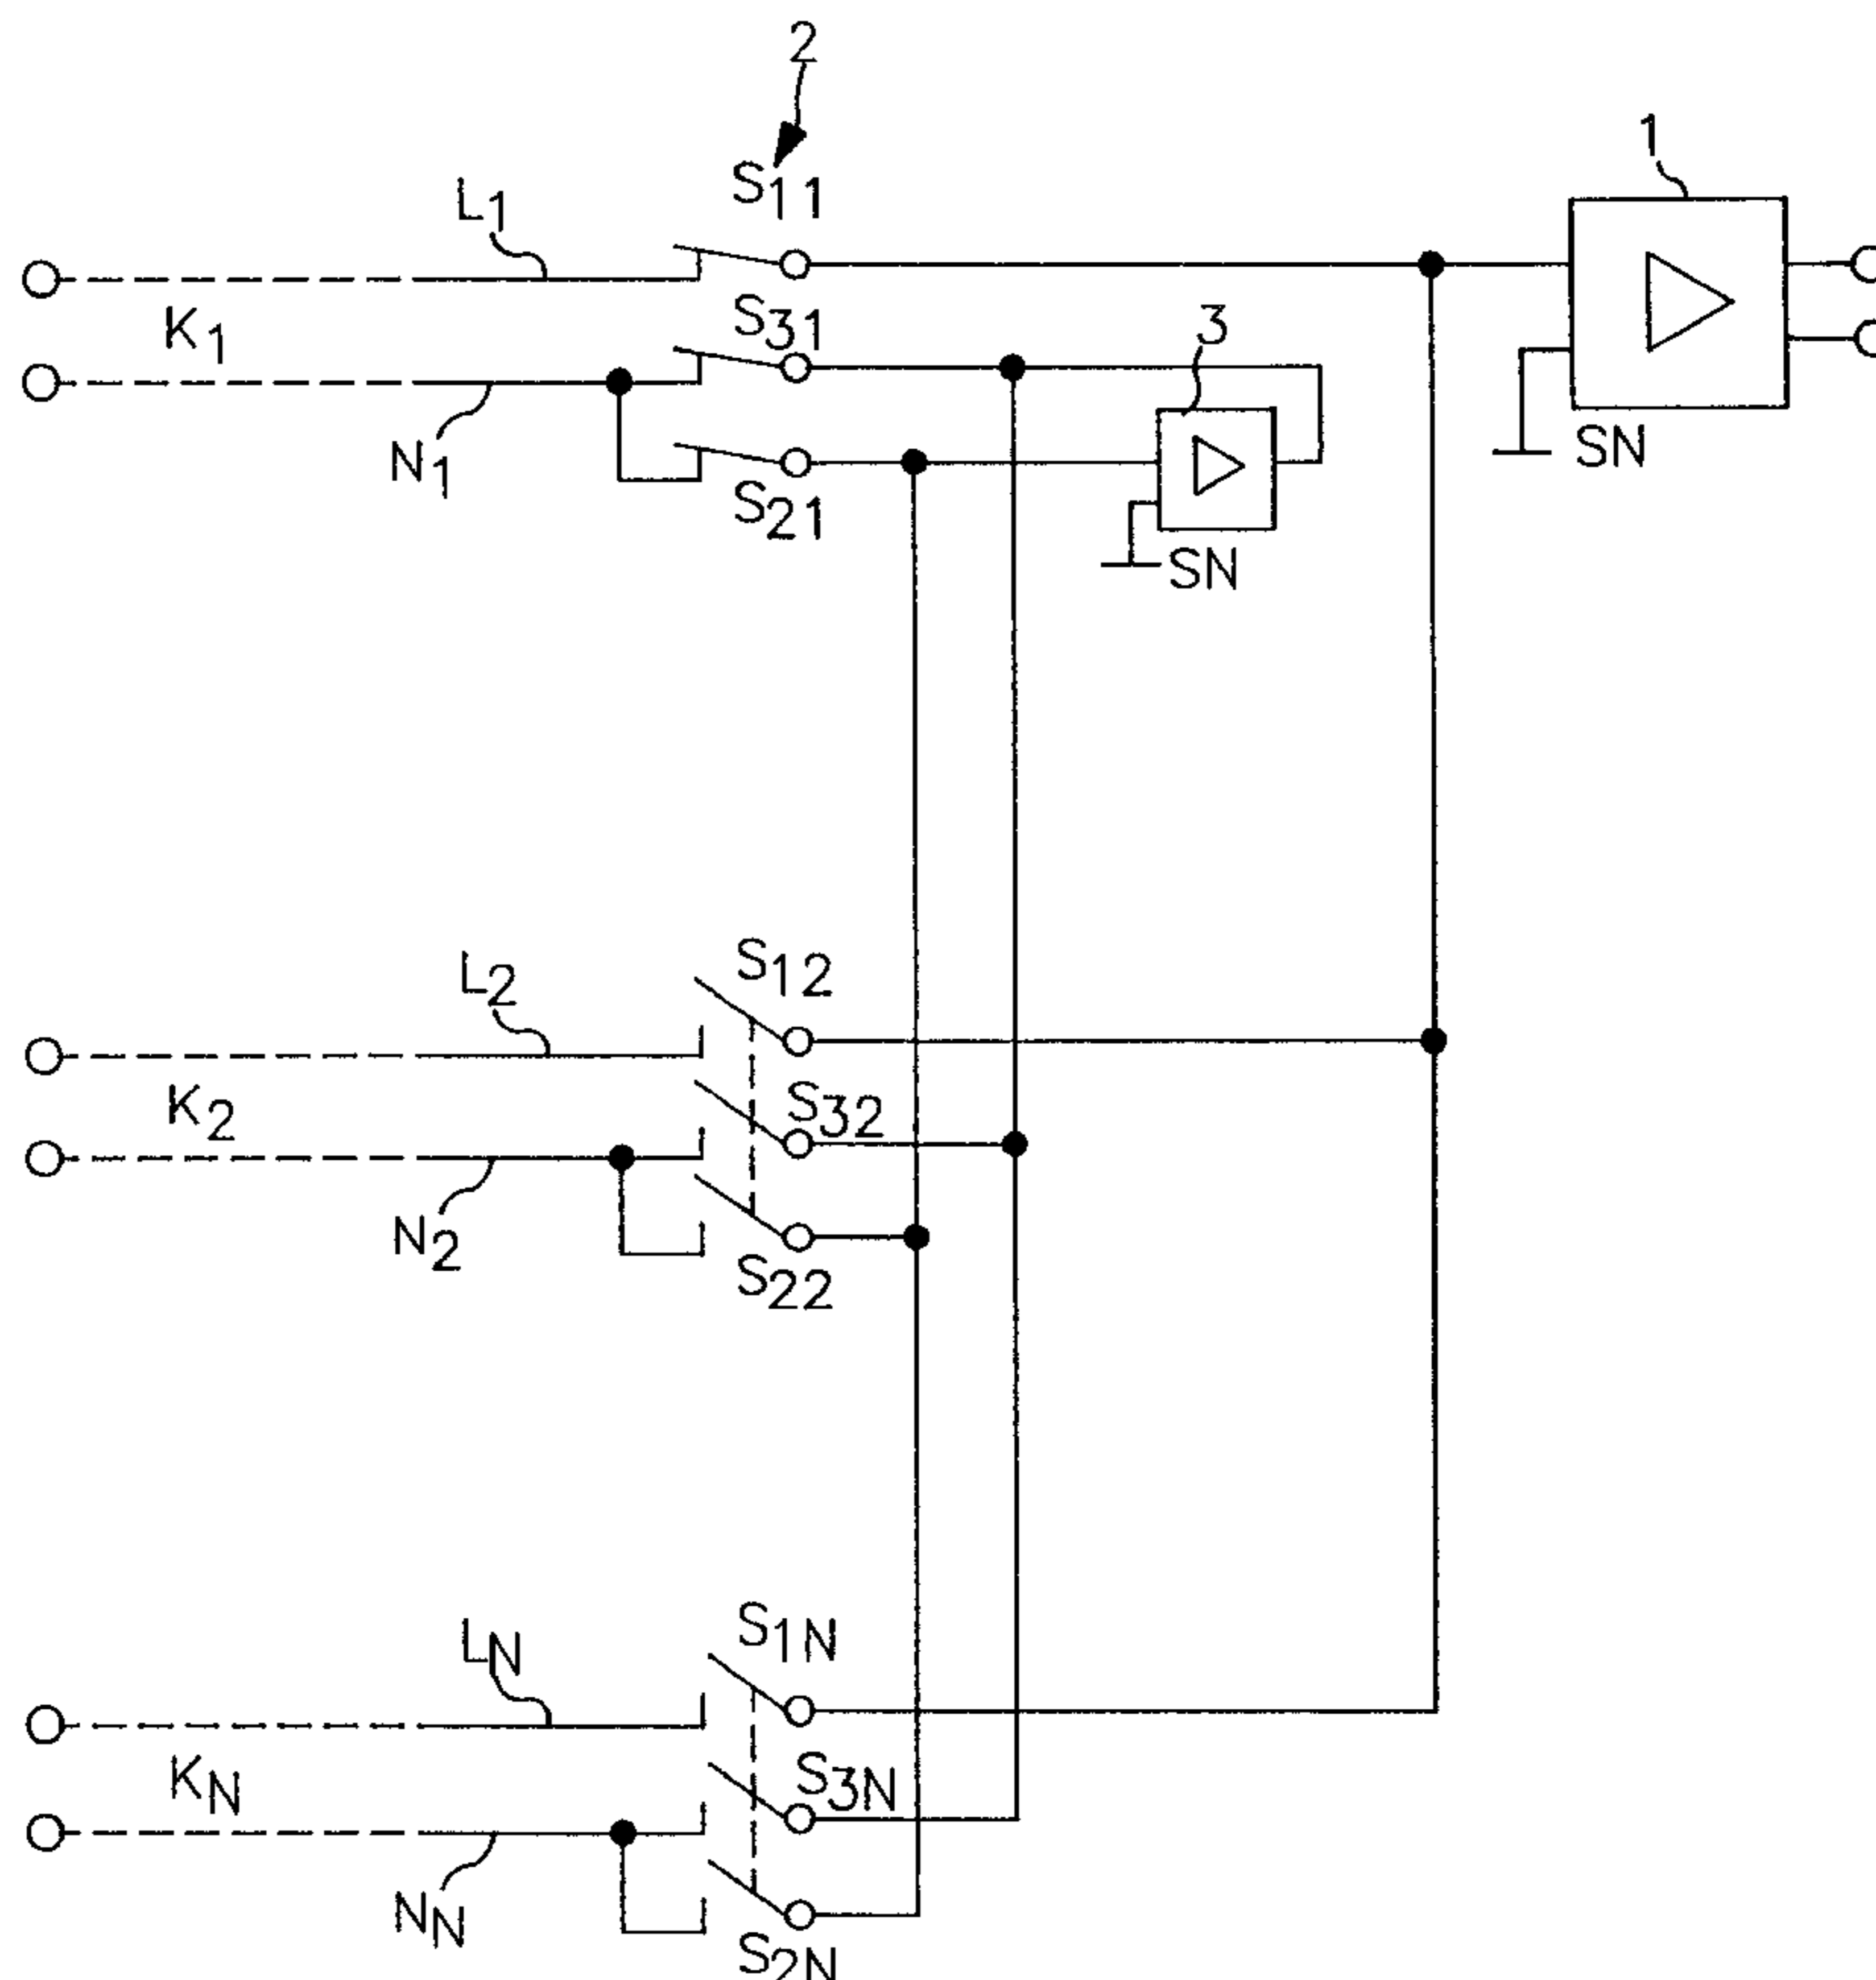 2
1
L1
S11
K1
S31
3
N1
S21
SN
SN
L2
S12
K2
S32
N2
S22
LN
S1N
KN
S3N
NN
S2N